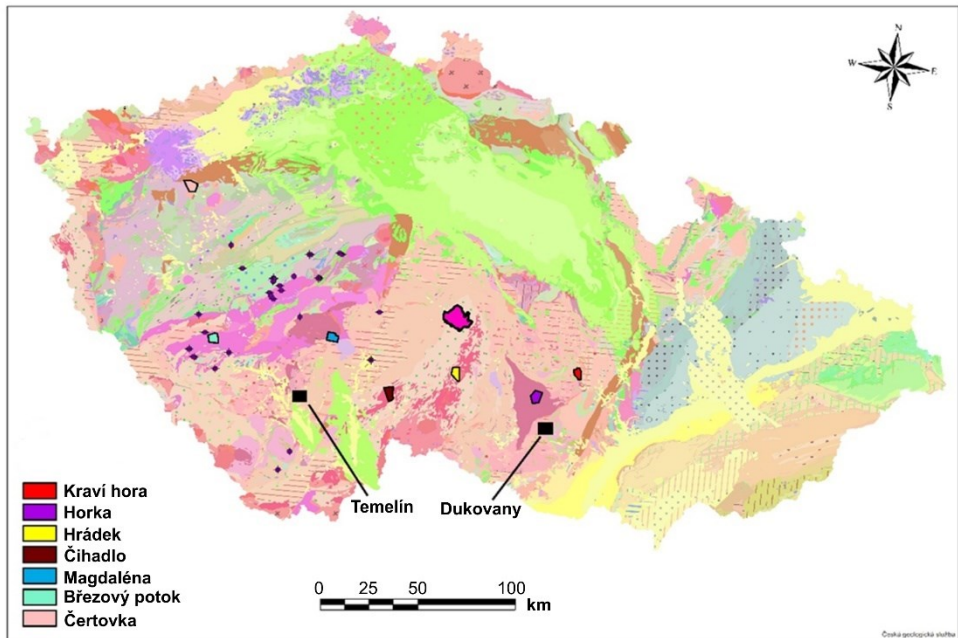 N
W E
S
Temelín
Dukovany
Kraví hora
Horka
Hrádek
Čihadlo
Magdaléna
Březový potok
Čertovka
0 25 50 100
km
Česká geologická služba